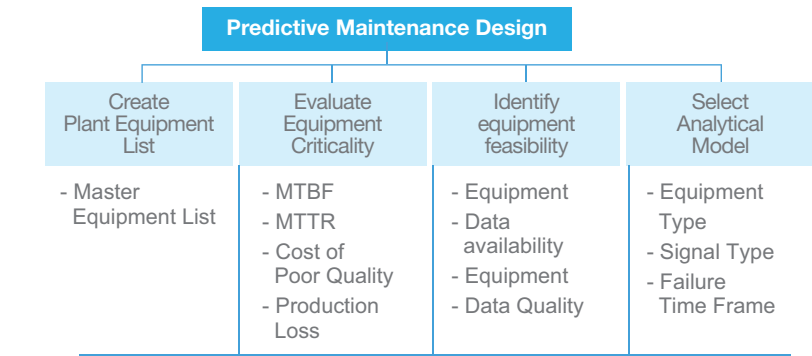 Predictive Maintenance Design
Create
Plant Equipment
List
Evaluate
Equipment
Criticality
Identify
equipment
feasibility
Select
Analytical
Model
- Master
Equipment List
- MTBF
- MTTR
- Cost of
Poor Quality
- Production
Loss
- Equipment
- Data
availability
- Equipment
- Data Quality
- Equipment
Type
- Signal Type
- Failure
Time Frame